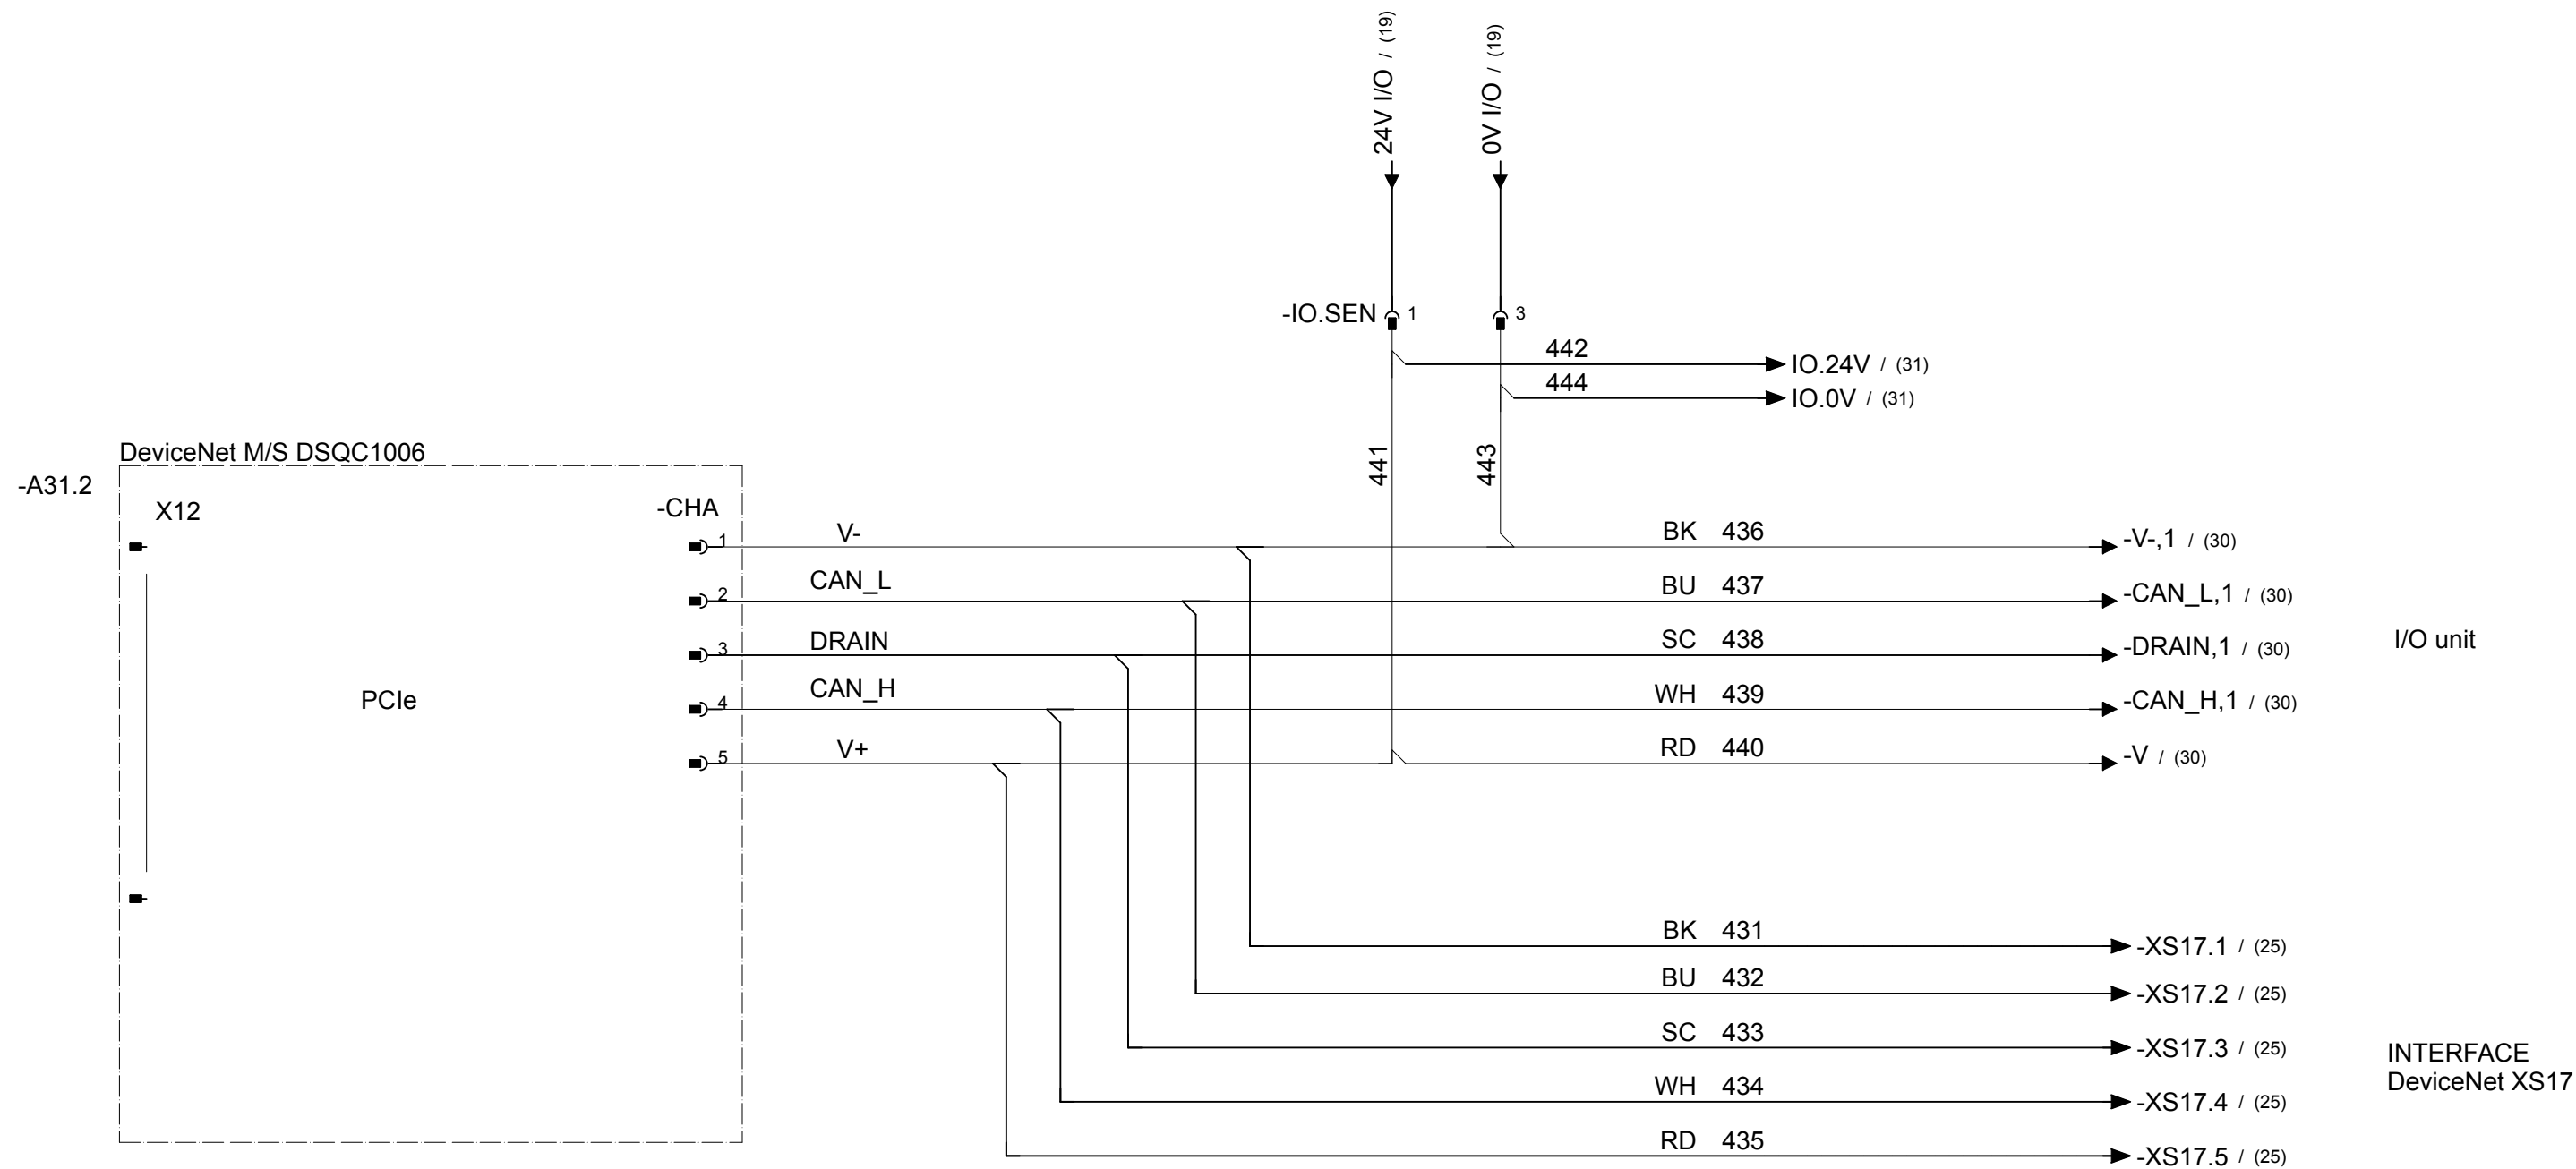 24V I/O / (19)
0V I/O / (19)
-IO.SEN 1 3
442 IO.24V / (31)
444 IO.0V / (31)
441 443
DeviceNet M/S DSQC1006
-A31.2
X12 -CHA
1 V- BK 436 -V-,1 / (30)
2 CAN_L BU 437 -CAN_L,1 / (30)
3 DRAIN SC 438 -DRAIN,1 / (30)
I/O unit
PCIe
4 CAN_H WH 439 -CAN_H,1 / (30)
5 V+ RD 440 -V / (30)
BK 431 -XS17.1 / (25)
BU 432 -XS17.2 / (25)
SC 433 -XS17.3 / (25)
INTERFACE
DeviceNet XS17
WH 434 -XS17.4 / (25)
RD 435 -XS17.5 / (25)